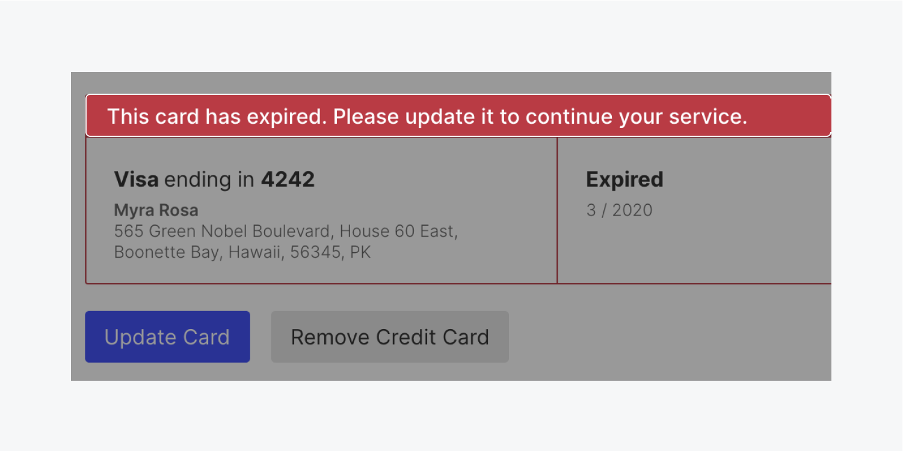 This card has expired. Please update it to continue your service.
Visa ending in 4242
Myra Rosa
565 Green Nobel Boulevard, House 60 East,
Boonette Bay, Hawaii, 56345, PK
Expired
3 / 2020
Update Card
Remove Credit Card